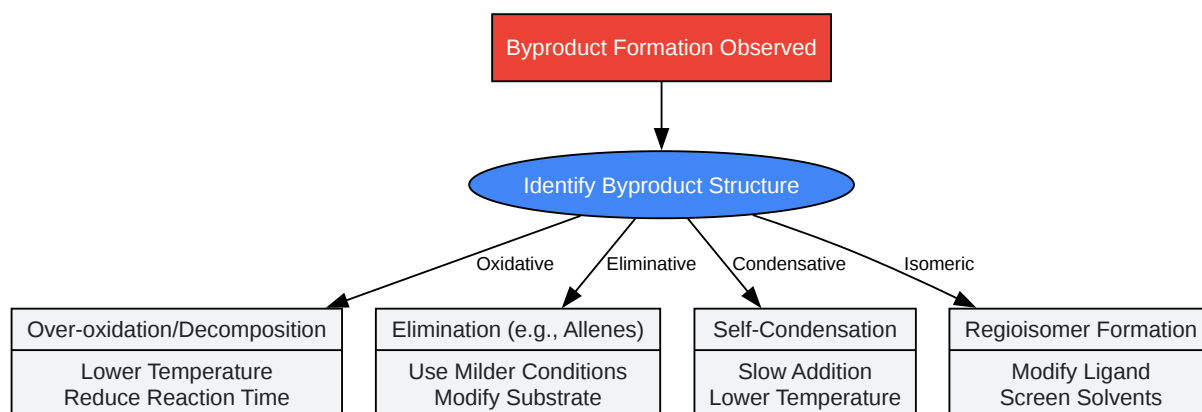 Byproduct Formation Observed
Identify Byproduct Structure
Oxidative
Eliminative
Condensative
Isomeric
Over-oxidation/Decomposition
Lower Temperature
Reduce Reaction Time
Elimination (e.g., Allenes)
Use Milder Conditions
Modify Substrate
Self-Condensation
Slow Addition
Lower Temperature
Regioisomer Formation
Modify Ligand
Screen Solvents